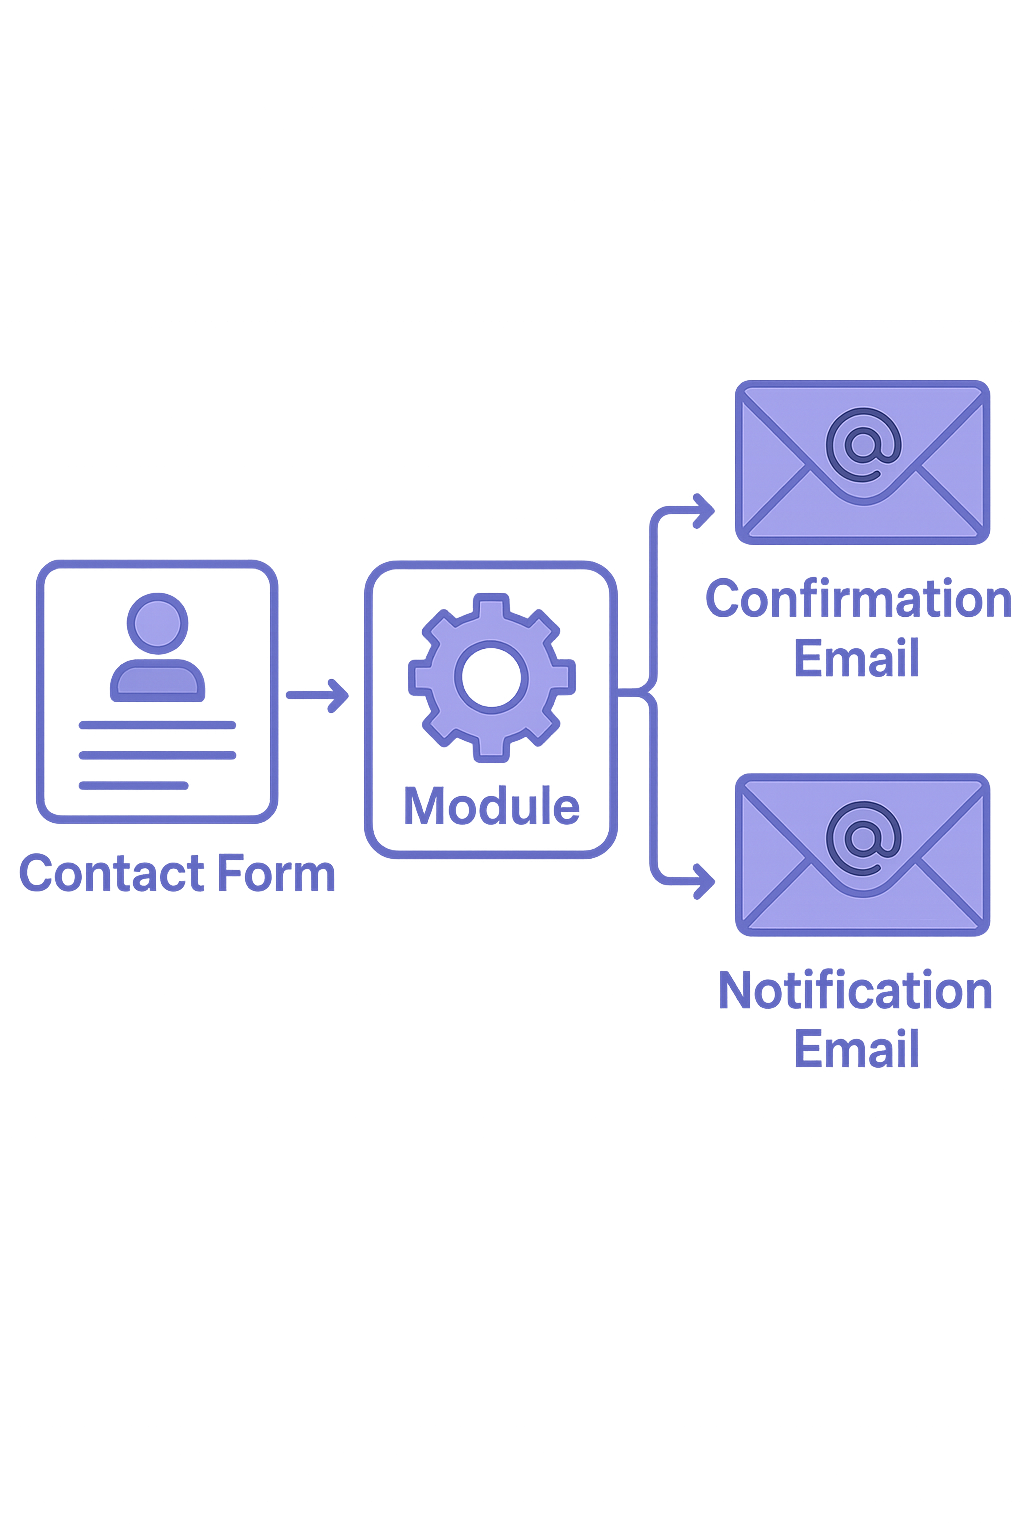 Contact Form
Module
Confirmation
Email
Notification
Email